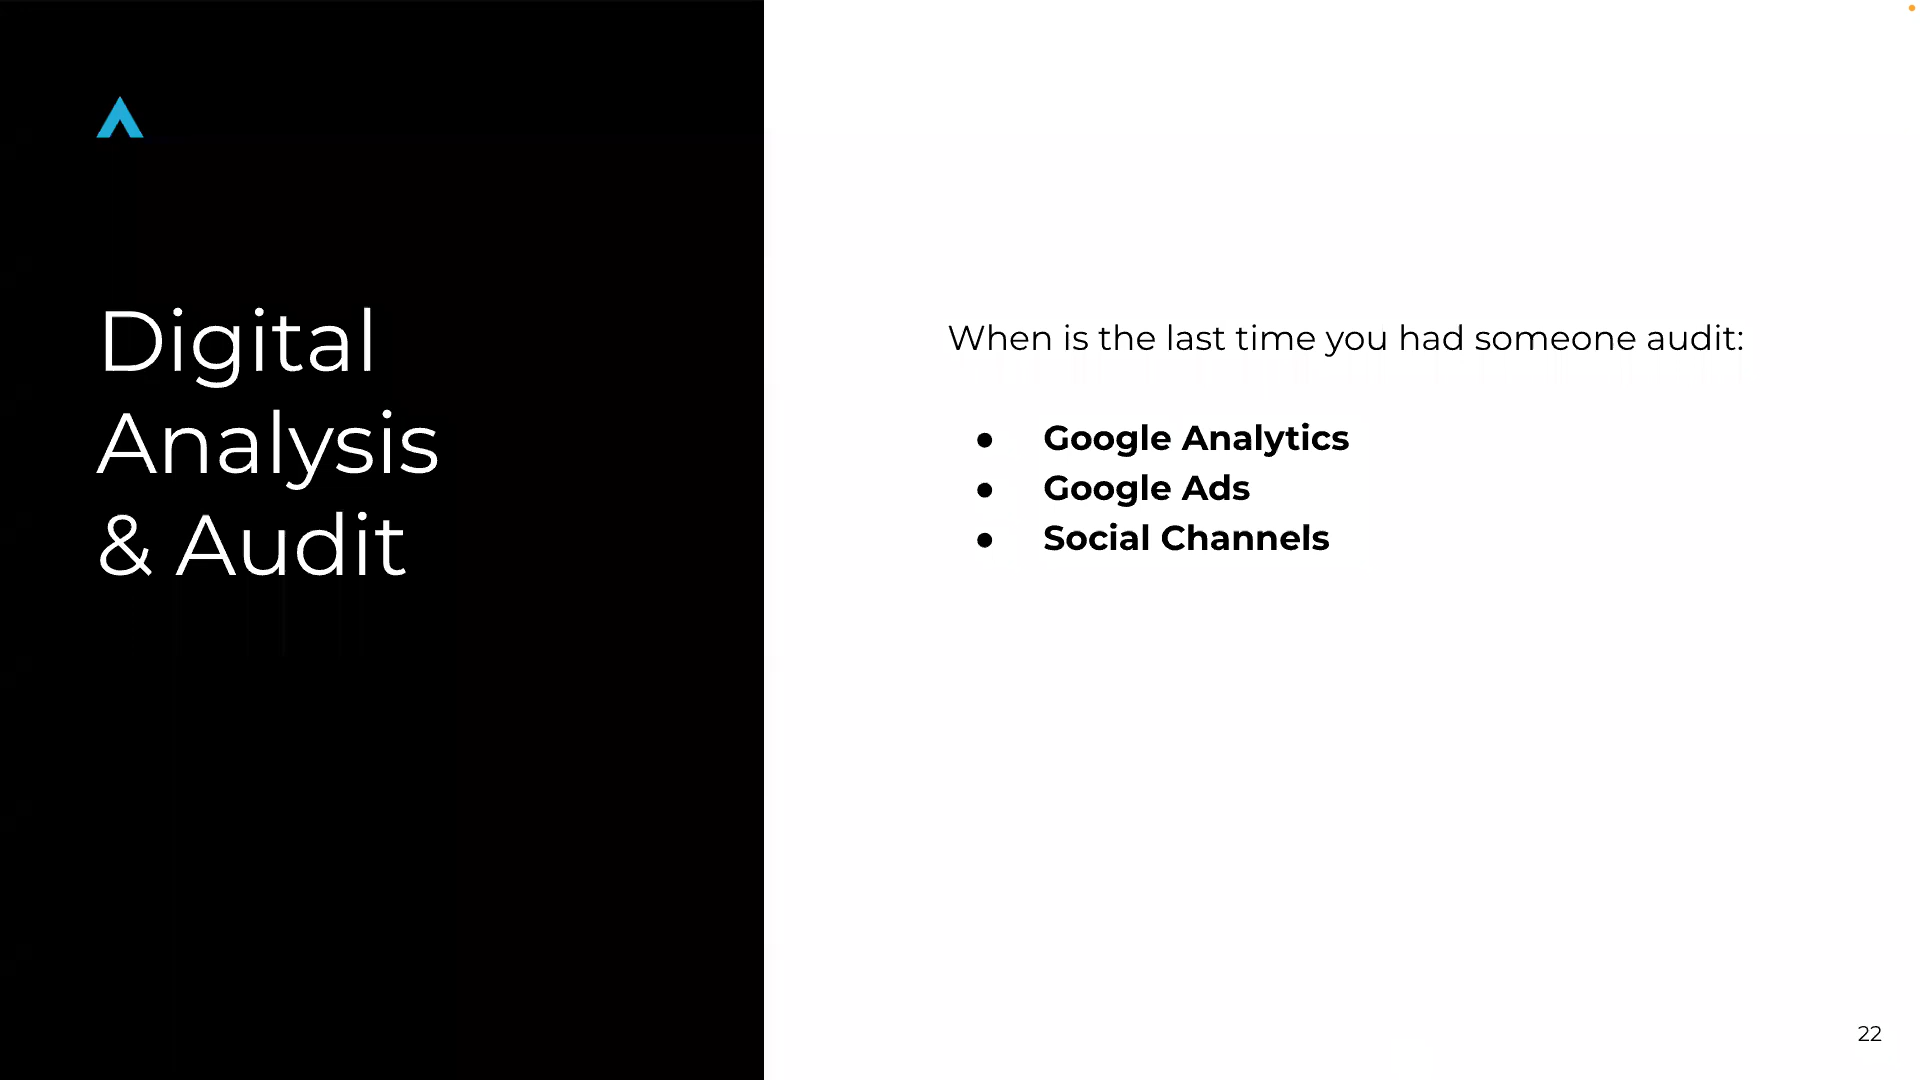 Digital
Analysis
& Audit
When is the last time you had someone audit:
● Google Analytics
● Google Ads
● Social Channels
22